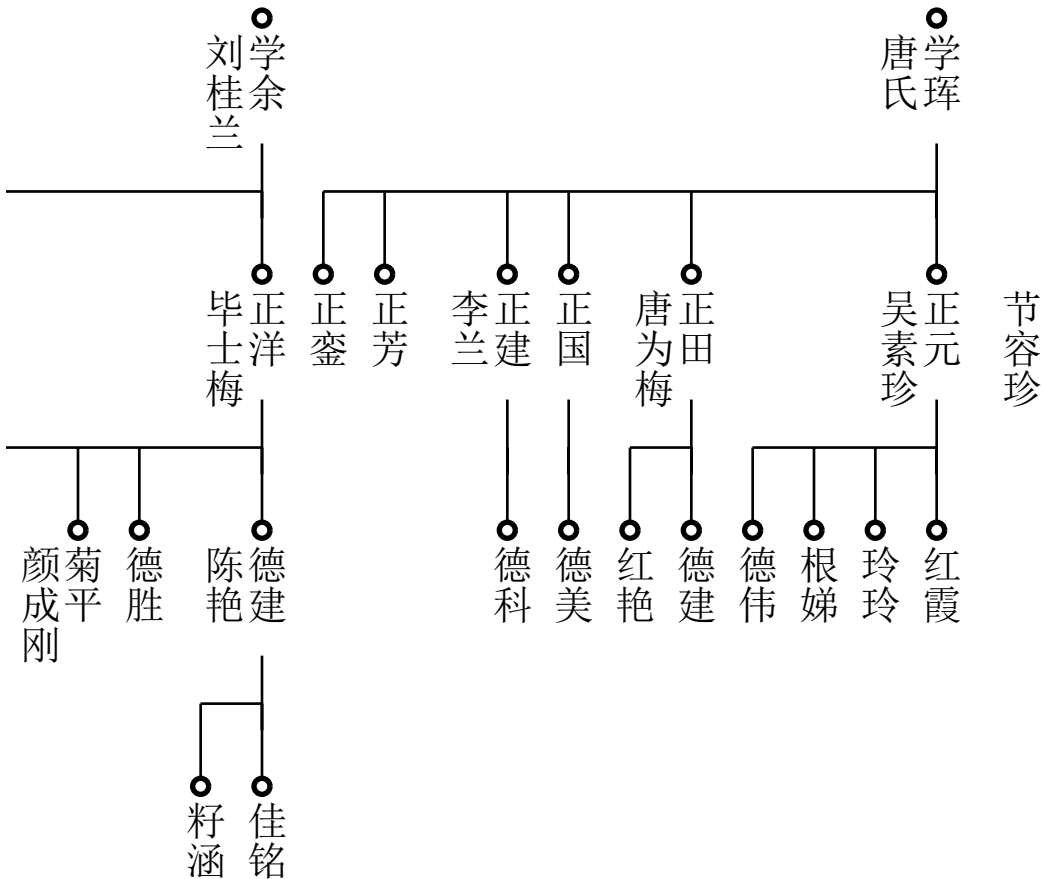 学珲
唐氏
学余
刘桂兰
节容珍
正元
吴素珍
正田
唐为梅
正国
正建
李兰
正芳
正銮
正洋
毕士梅
红霞
玲玲
根娣
德伟
德建
红艳
德美
德科
德建
陈艳
德胜
菊平
颜成刚
佳铭
籽涵